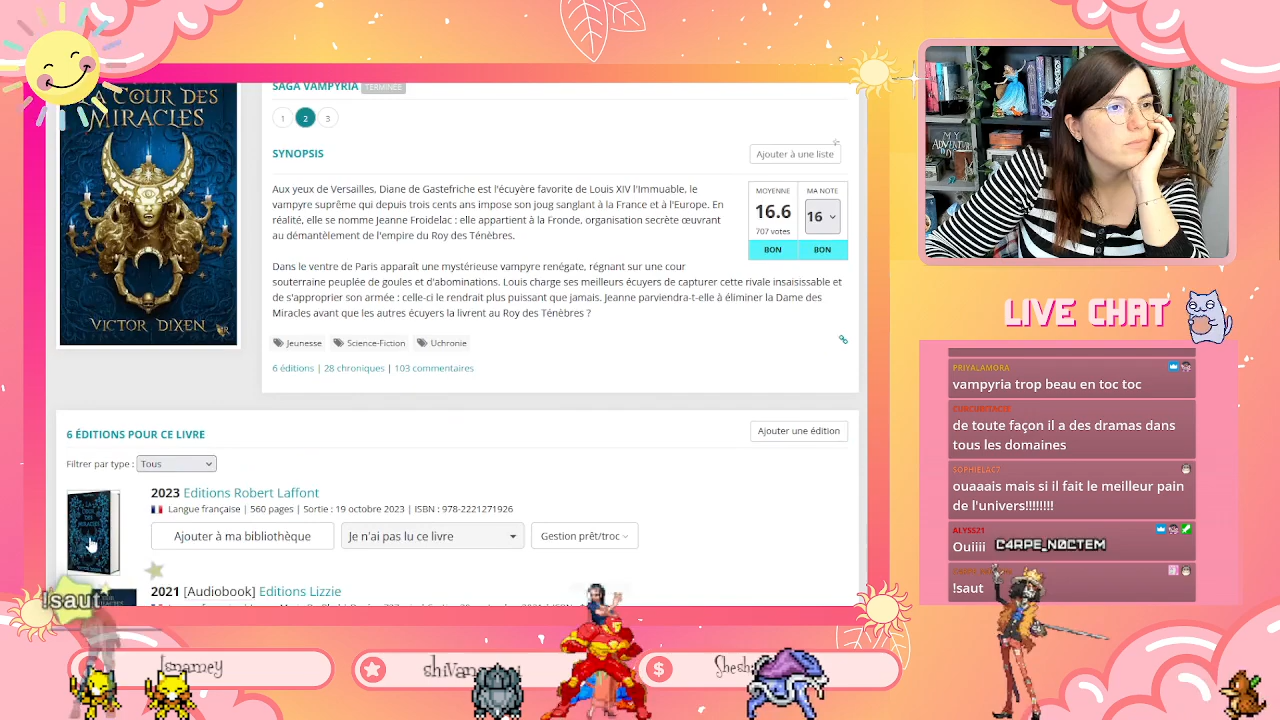 LA COUR DES
MIRACLES
VICTOR DIXEN
SAGA VAMPYRIA TERMINÉE
1 2 3
SYNOPSIS
Ajouter à une liste
Aux yeux de Versailles, Diane de Gastefriche est l'écuyère favorite de Louis XIV l'Immuable, le
vampyre suprême qui depuis trois cents ans impose son joug sanglant à la France et à l'Europe. En
réalité, elle se nomme Jeanne Froidelac : elle appartient à la Fronde, organisation secrète œuvrant
au démantèlement de l'empire du Roy des Ténèbres.
MOYENNE
16.6
707 votes
BON
MA NOTE
16
BON
Dans le ventre de Paris apparaît une mystérieuse vampyre renégate, régnant sur une cour
souterraine peuplée de goules et d'abominations. Louis charge ses meilleurs écuyers de capturer cette rivale insaisissable et
de s'approprier son armée : celle-ci le rendrait plus puissant que jamais. Jeanne parviendra-t-elle à éliminer la Dame des
Miracles avant que les autres écuyers la livrent au Roy des Ténèbres ?
Jeunesse Science-Fiction Uchronie
6 éditions | 28 chroniques | 103 commentaires
6 ÉDITIONS POUR CE LIVRE
Ajouter une édition
Filtrer par type : Tous
2023 Editions Robert Laffont
Langue française | 560 pages | Sortie : 19 octobre 2023 | ISBN : 978-2221271926
Ajouter à ma bibliothèque
Je n'ai pas lu ce livre
Gestion prêt/troc
2021 [Audiobook] Editions Lizzie
!saut
MY
ADVENTURE
LIVE CHAT
PRIYALAMORA
vampyria trop beau en toc toc
CUBCUBITACTE
de toute façon il a des dramas dans
tous les domaines
SOPHIELACT
ouaaais mais si il fait le meilleur pain
de l'univers!!!!!!!!
ALYSS21
Ouiiii C4RPE_N0CTEM
!saut